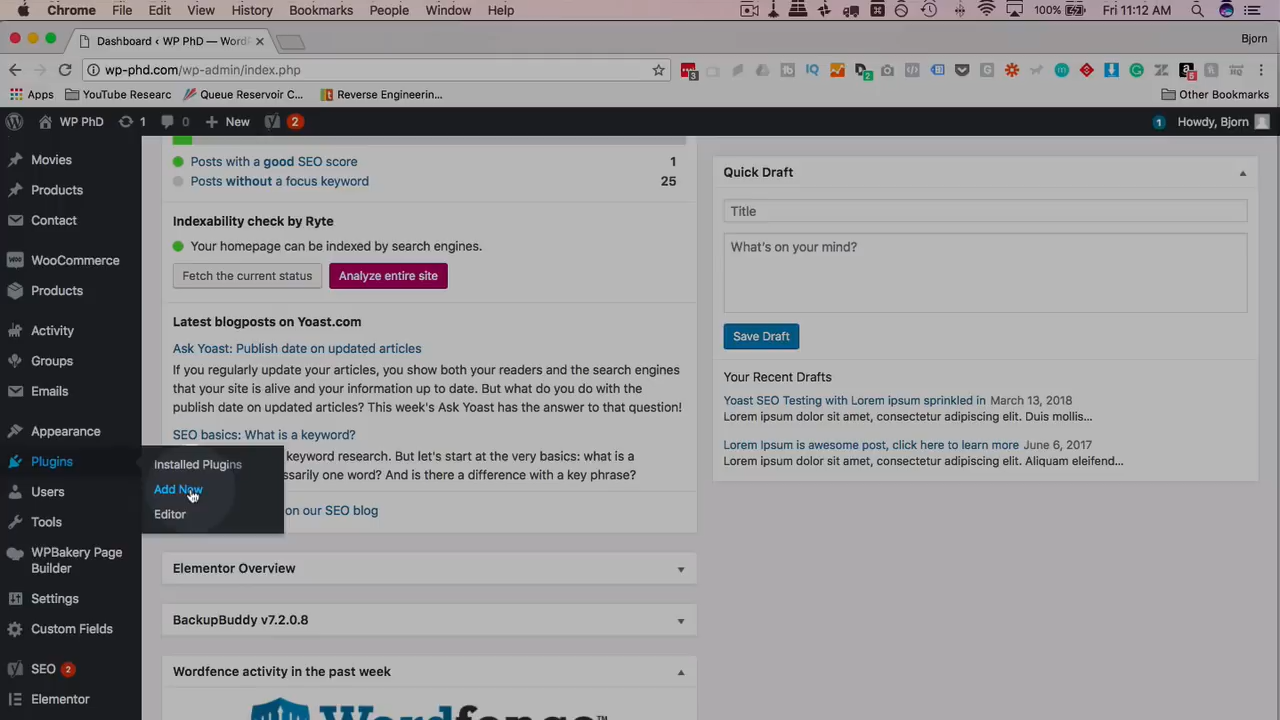 Chrome File Edit View History Bookmarks People Window Help 100% Fri 11:12 AM
Dashboard ‹ WP PhD — Word
Bjorn
wp-phd.com/wp-admin/index.php
Apps YouTube Researc Queue Reservoir C... Reverse Engineerin... Other Bookmarks
WP PhD 1 0 New 2 1 Howdy, Bjorn
Movies
Products
Contact
WooCommerce
Products
Activity
Groups
Emails
Appearance
Plugins
Users
Tools
WPBakery Page
Builder
Settings
Custom Fields
SEO 2
Elementor
Installed Plugins
Add New
Editor
Posts with a good SEO score 1
Posts without a focus keyword 25
Indexability check by Ryte
Your homepage can be indexed by search engines.
Fetch the current status Analyze entire site
Latest blogposts on Yoast.com
Ask Yoast: Publish date on updated articles
If you regularly update your articles, you show both your readers and the search engines
that your site is alive and your information up to date. But what do you do with the
publish date on updated articles? This week's Ask Yoast has the answer to that question!
SEO basics: What is a keyword?
keyword research. But let's start at the very basics: what is a
essarily one word? And is there a difference with a key phrase?
on our SEO blog
Elementor Overview
BackupBuddy v7.2.0.8
Wordfence activity in the past week
Wordfence™
Quick Draft
Title
What's on your mind?
Save Draft
Your Recent Drafts
Yoast SEO Testing with Lorem ipsum sprinkled in March 13, 2018
Lorem ipsum dolor sit amet, consectetur adipiscing elit. Duis mollis...
Lorem Ipsum is awesome post, click here to learn more June 6, 2017
Lorem ipsum dolor sit amet, consectetur adipiscing elit. Aliquam eleifend...